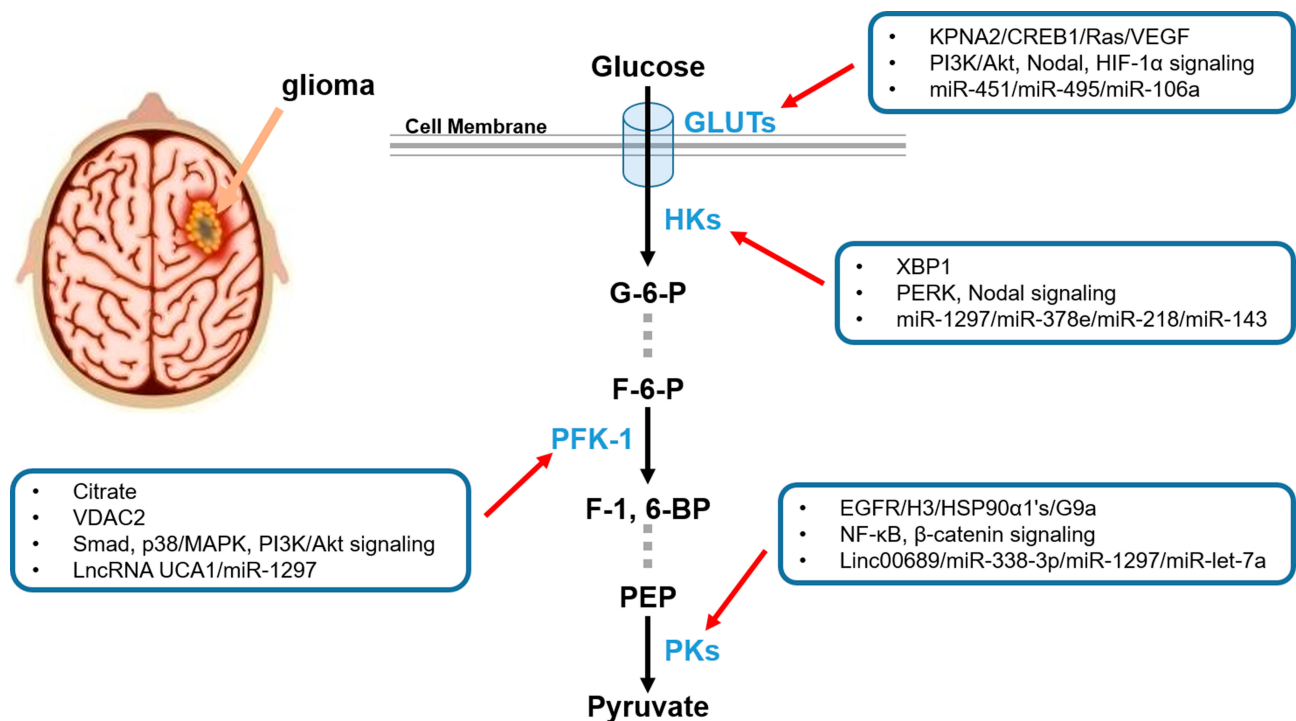 glioma
Glucose
Cell Membrane
GLUTs
• KPNA2/CREB1/Ras/VEGF
• PI3K/Akt, Nodal, HIF-1α signaling
• miR-451/miR-495/miR-106a
HKs
• XBP1
• PERK, Nodal signaling
• miR-1297/miR-378e/miR-218/miR-143
G-6-P
F-6-P
PFK-1
• Citrate
• VDAC2
• Smad, p38/MAPK, PI3K/Akt signaling
• LncRNA UCA1/miR-1297
F-1, 6-BP
• EGFR/H3/HSP90α1's/G9a
• NF-κB, β-catenin signaling
• Linc00689/miR-338-3p/miR-1297/miR-let-7a
PEP
PKs
Pyruvate